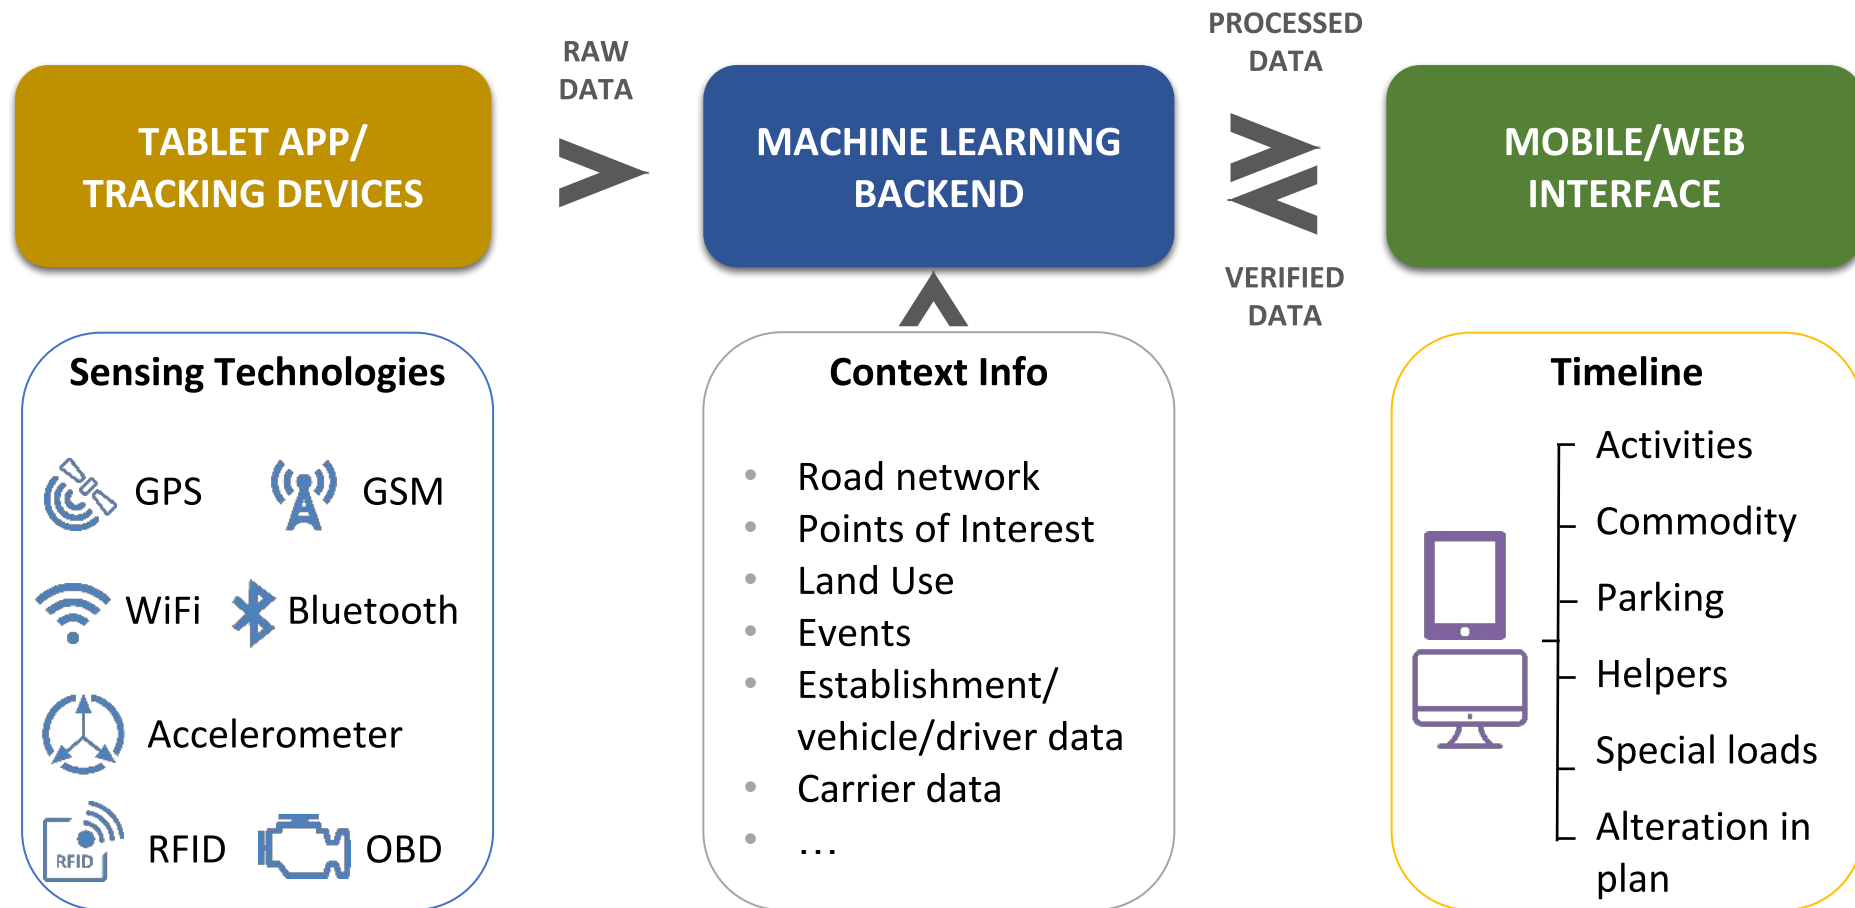 RAW
DATA
PROCESSED
DATA
TABLET APP/
TRACKING DEVICES
MACHINE LEARNING
BACKEND
MOBILE/WEB
INTERFACE
VERIFIED
DATA
Sensing Technologies
GPS
GSM
WiFi
Bluetooth
Accelerometer
RFID
RFID
OBD
Context Info
• Road network
• Points of Interest
• Land Use
• Events
• Establishment/
vehicle/driver data
• Carrier data
• ...
Timeline
Activities
Commodity
Parking
Helpers
Special loads
Alteration in
plan